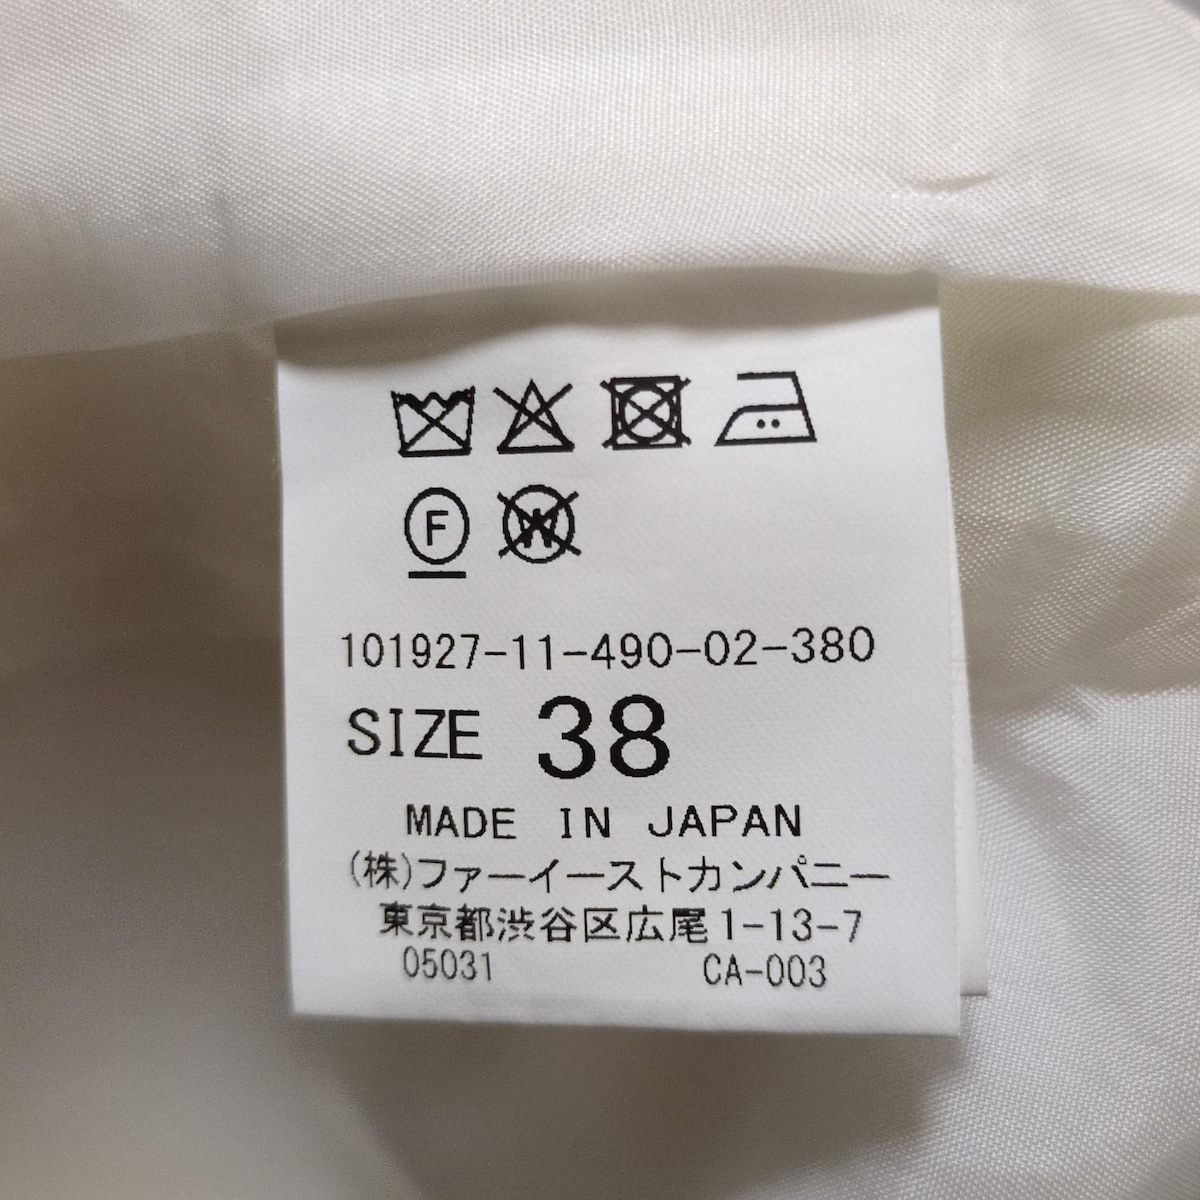 F W
101927-11-490-02-380
SIZE 38
MADE IN JAPAN
(株)ファーイーストカンパニー
東京都渋谷区広尾1-13-7
05031 CA-003